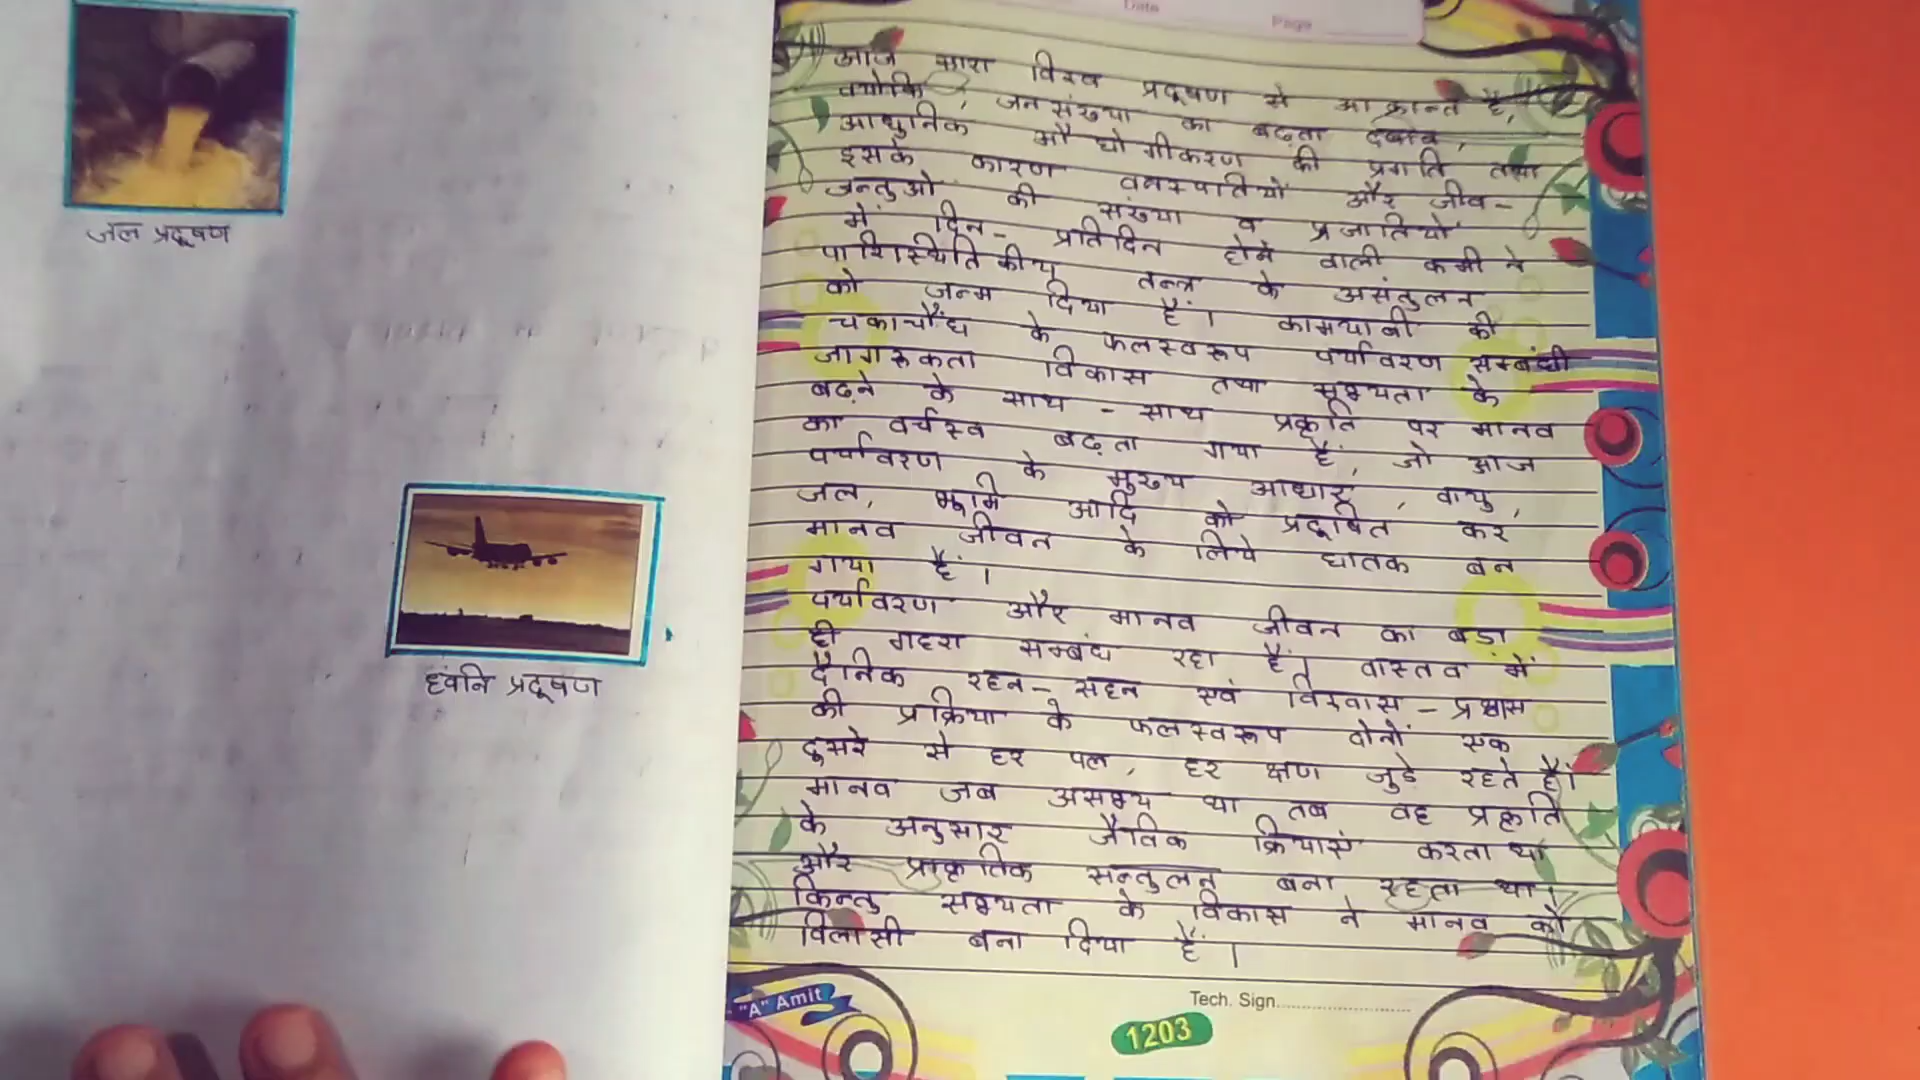 जल प्रदूषण
ध्वनि प्रदूषण
Date
Page
आज सारा विश्व प्रदूषण से आक्रान्त है,
क्योकि, जनसंख्या का बढ़ता दबाव,
आधुनिक औद्योगीकरण की प्रगति तथा
इसके कारण वनस्पतियो और जीव-
जन्तुओ की संख्या व प्रजातियों
में दिन-प्रतिदिन होने वाली कमी ने
पारिस्थितिकीय तन्त्र के असंतुलन
को जन्म दिया हैं। कामयाबी की
चकाचौंध के फलस्वरूप पर्यावरण सम्बंधी
जागरूकता विकास तथा सभ्यता के
बढ़ने के साथ-साथ प्रकृति पर मानव
का वर्चस्व बढ़ता गया हैं, जो आज
पर्यावरण के मुख्य आधार, वायु,
जल, भूमि आदि को प्रदूषित कर
मानव जीवन के लिये घातक बन
गया हैं।
पर्यावरण और मानव जीवन का बड़ा
ही गहरा सम्बंध रहा हैं। वास्तव में
दैनिक रहन-सहन एवं विश्वास-प्रश्वास
की प्रक्रिया के फलस्वरूप दोनों एक
दुसरे से हर पल, हर क्षण जुडे रहते हैं।
मानव जब असभ्य था तब वह प्रकृति
के अनुसार जैविक क्रियाएं करता था
और प्राकृतिक सन्तुलन बना रहता था।
किन्तु सभ्यता के विकास ने मानव को
विलासी बना दिया हैं।
"A" Amit
Tech. Sign.
1203